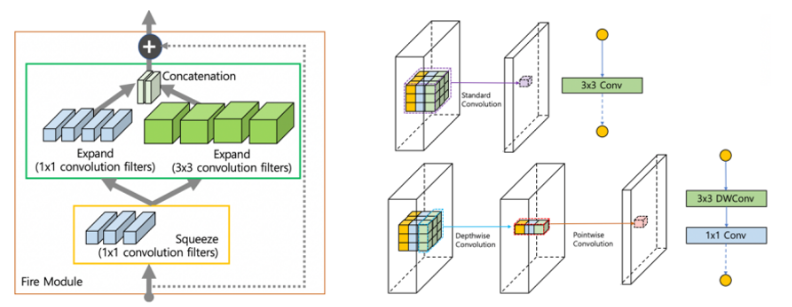 +
Concatenation
Expand
(1x1 convolution filters)
Expand
(3x3 convolution filters)
Squeeze
(1x1 convolution filters)
Fire Module
Standard
Convolution
3x3 Conv
Depthwise
Convolution
Pointwise
Convolution
3x3 DWConv
1x1 Conv